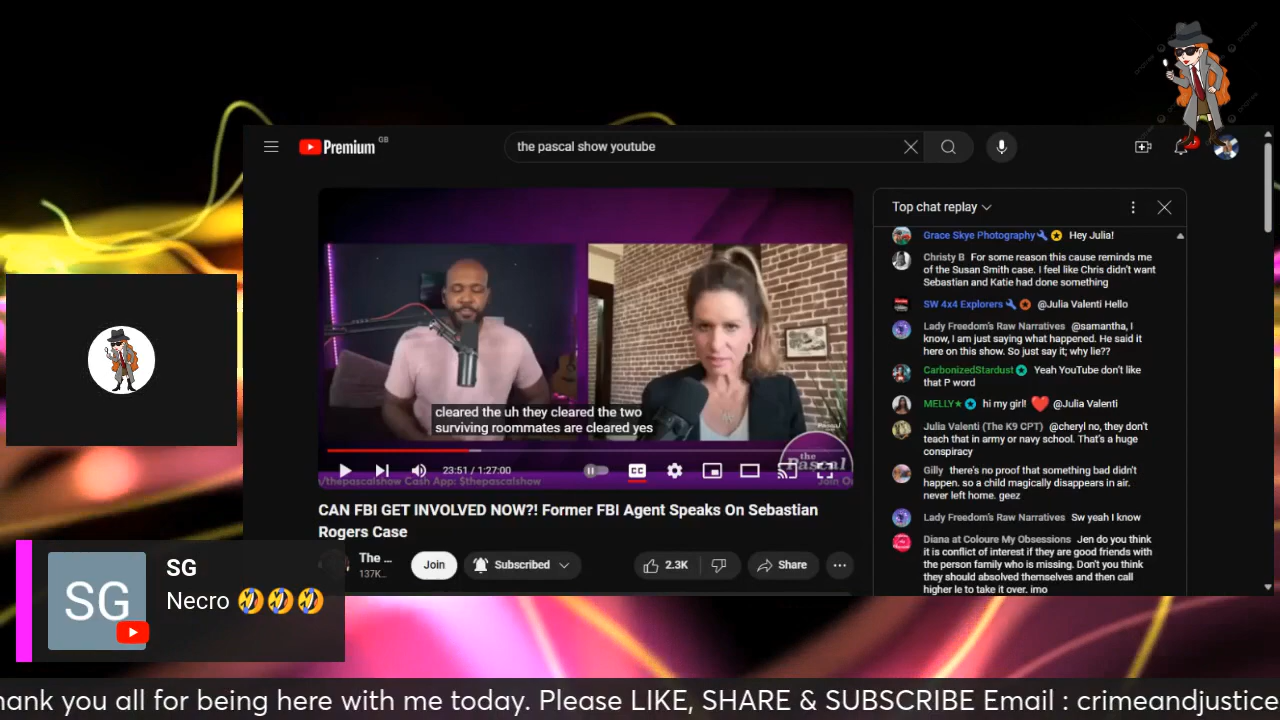 Premium GB
the pascal show youtube
Top chat replay
Grace Skye Photography Hey Julia!
Christy B For some reason this cause reminds me
of the Susan Smith case. I feel like Chris didn't want
Sebastian and Katie had done something
SW 4x4 Explorers @Julia Valenti Hello
Lady Freedom's Raw Narratives @samantha, I
know, I am just saying what happened. He said it
here on this show. So just say it; why lie??
CarbonizedStardust Yeah YouTube don't like
that P word
MELLY★ hi my girl! ❤️ @Julia Valenti
Julia Valenti (The K9 CPT) @cheryl no, they don't
teach that in army or navy school. That's a huge
conspiracy
Gilly there's no proof that something bad didn't
happen. so a child magically disappears in air.
never left home. geez
Lady Freedom's Raw Narratives Sw yeah I know
Diana at Coloure My Obsessions Jen do you think
it is conflict of interest if they are good friends with
the person family who is missing. Don't you think
they should absolved themselves and then call
higher le to take it over. imo
cleared the uh they cleared the two
surviving roommates are cleared yes
Pascal
the
Pascal
23:51 / 1:27:00
CC
/thepascalshow Cash App: $thepascalshow
Join Ou
CAN FBI GET INVOLVED NOW?! Former FBI Agent Speaks On Sebastian
Rogers Case
The ...
137K...
Join
Subscribed
2.3K
Share
SG
SG
Necro 🤣🤣🤣
hank you all for being here with me today. Please LIKE, SHARE & SUBSCRIBE Email : crimeandjustice